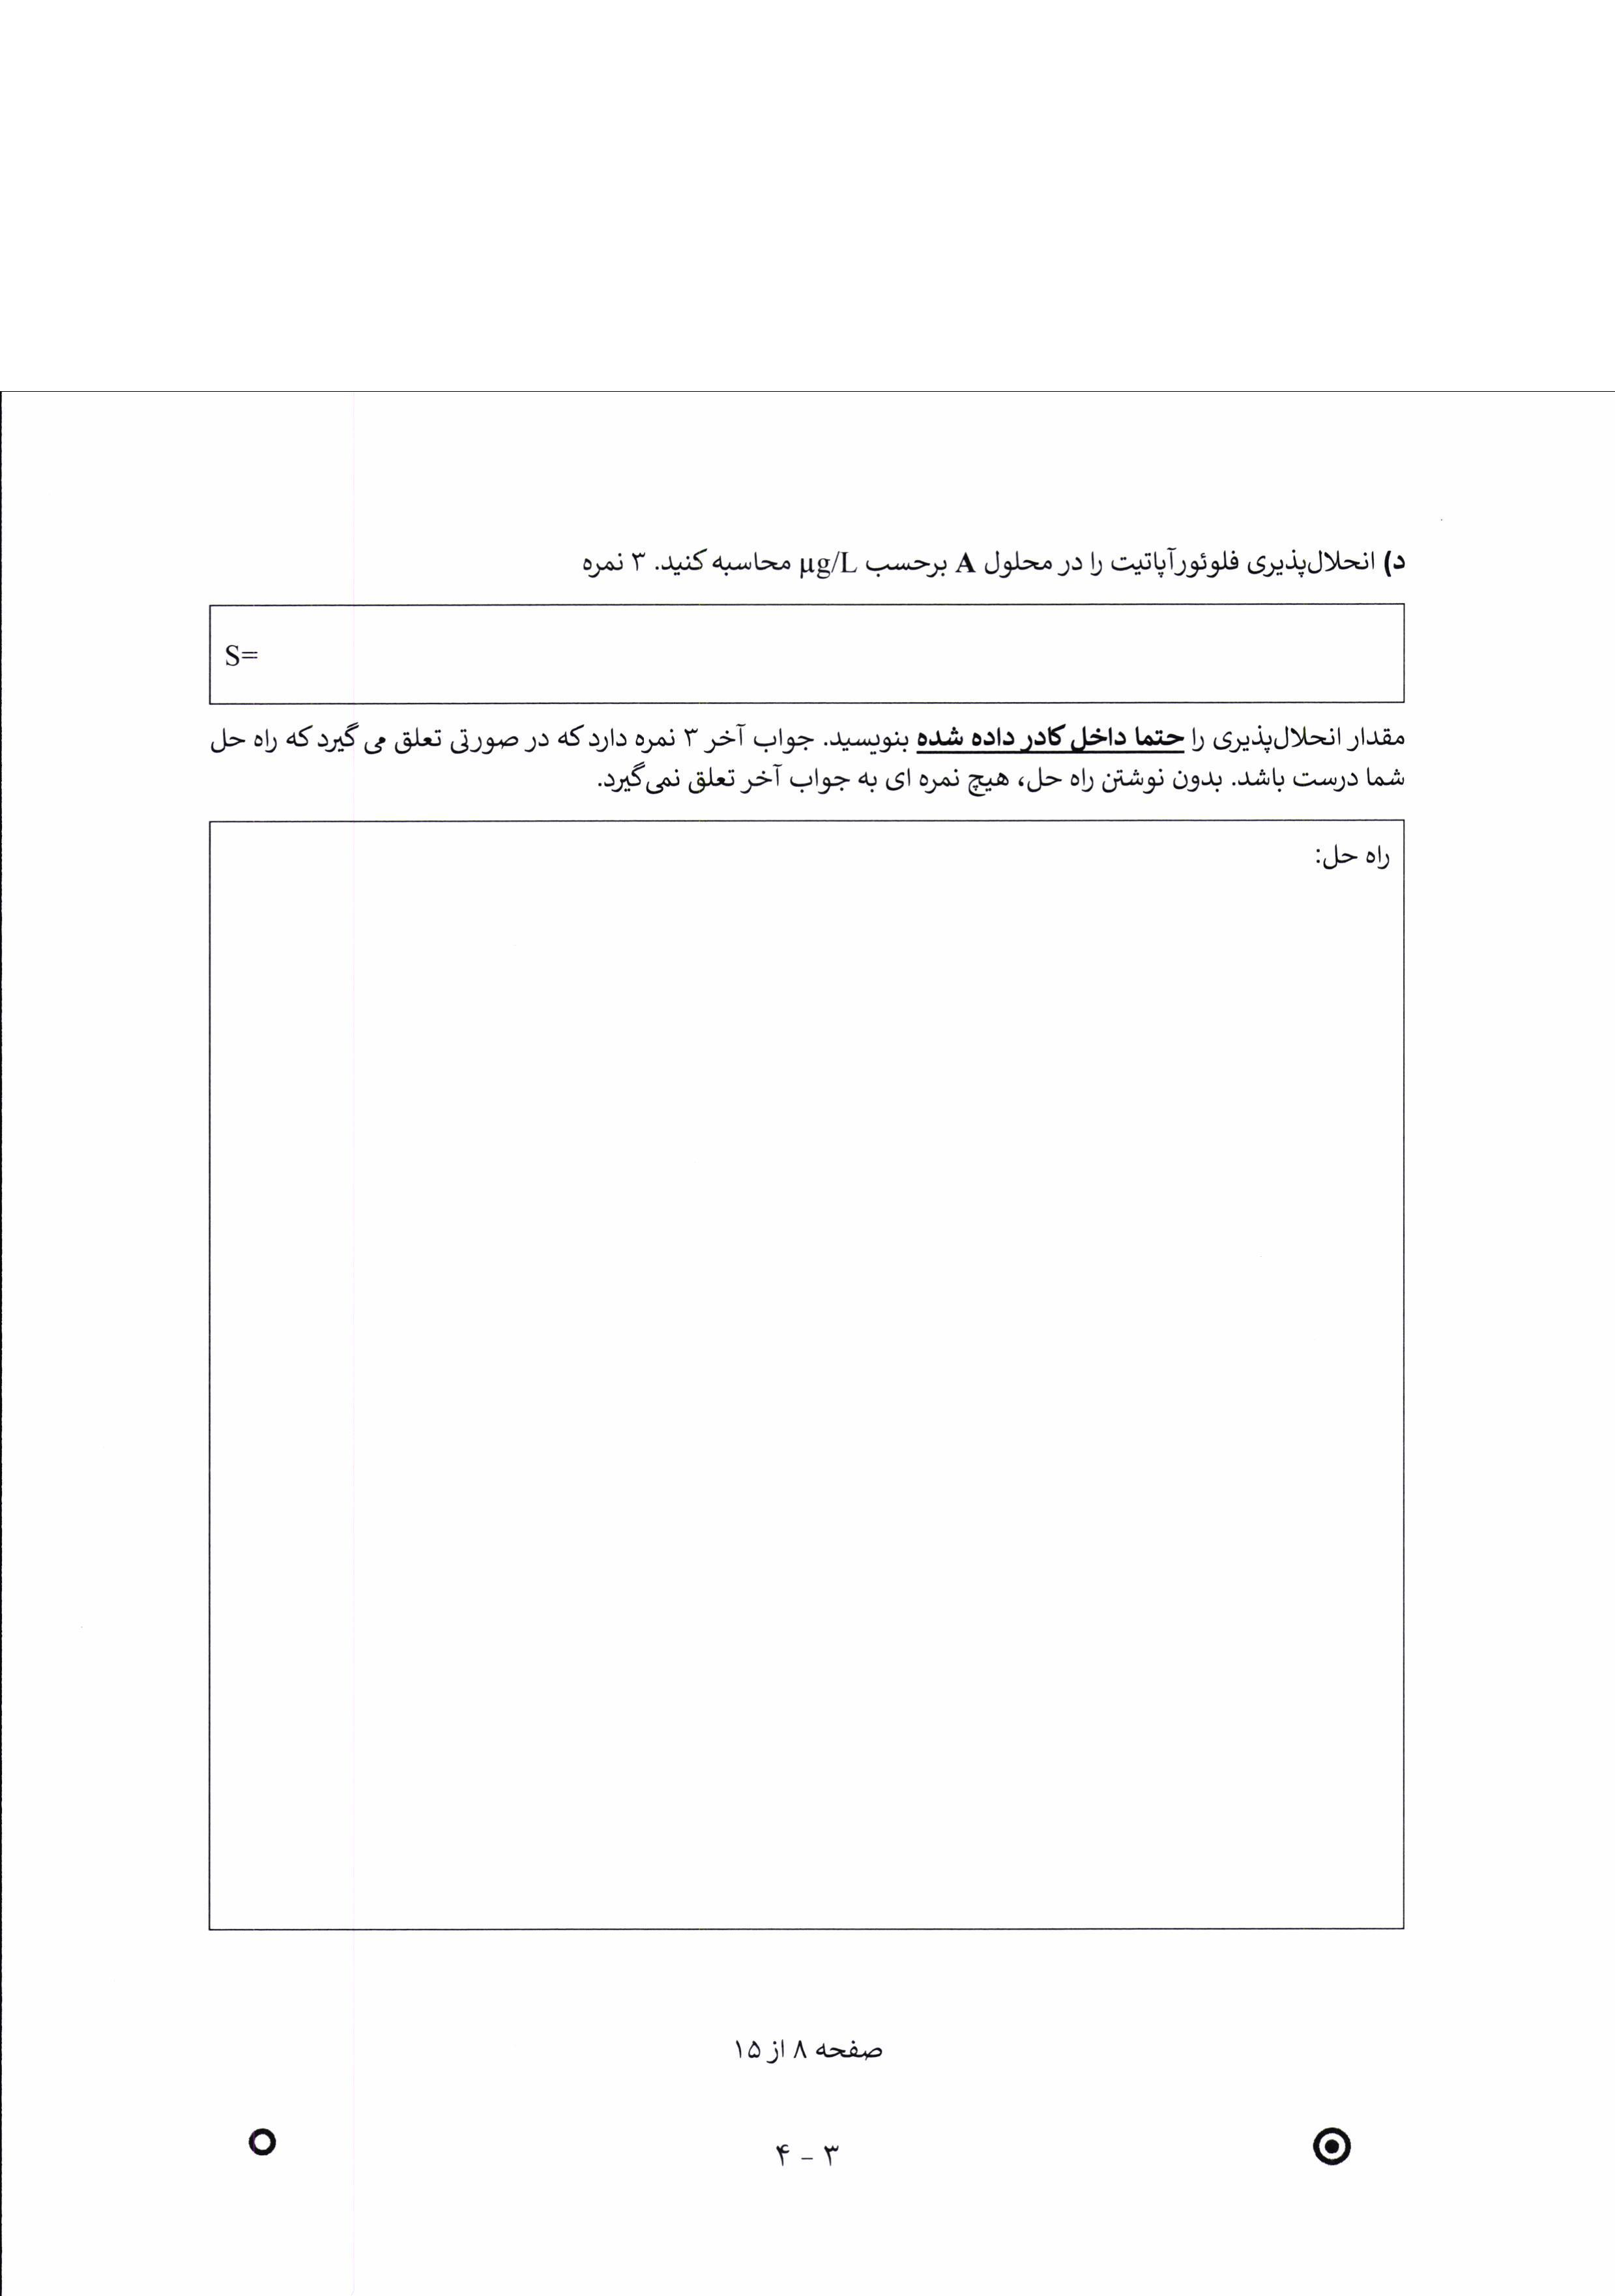 د) انحلال‌پذیری فلوئورآپاتیت را در محلول A برحسب µg/L محاسبه کنید. ۳ نمره
S=
مقدار انحلال‌پذیری را حتما داخل کادر داده شده بنویسید. جواب آخر ۳ نمره دارد که در صورتی تعلق می گیرد که راه حل
شما درست باشد. بدون نوشتن راه حل، هیچ نمره ای به جواب آخر تعلق نمی‌گیرد.
راه حل:
صفحه ۸ از ۱۵
۳ - ۴